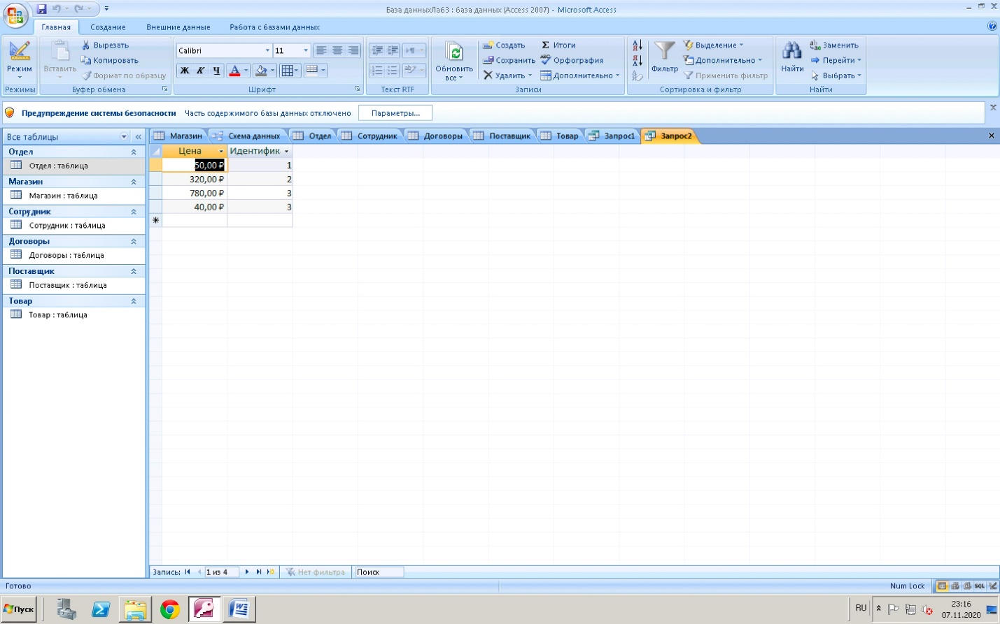 База данныхЛаб3 : база данных (Access 2007) - Microsoft Access
Главная Создание Внешние данные Работа с базами данных
Режим
Режимы
Вставить
Вырезать
Копировать
Формат по образцу
Буфер обмена
Calibri 11
Ж К Ч А
Шрифт
Текст RTF
Обновить
все
Создать
Сохранить
Удалить
Итоги
Орфография
Дополнительно
Записи
Фильтр
Выделение
Дополнительно
Применить фильтр
Сортировка и фильтр
Найти
Заменить
Перейти
Выбрать
Найти
Предупреждение системы безопасности Часть содержимого базы данных отключено Параметры...
Все таблицы
Отдел
Отдел : таблица
Магазин
Магазин : таблица
Сотрудник
Сотрудник : таблица
Договоры
Договоры : таблица
Поставщик
Поставщик : таблица
Товар
Товар : таблица
Магазин Схема данных Отдел Сотрудник Договоры Поставщик Товар Запрос1 Запрос2
Цена Идентифик
50,00 ₽ 1
320,00 ₽ 2
780,00 ₽ 3
40,00 ₽ 3
Запись: 1 из 4 Нет фильтра Поиск
Готово Num Lock SQL
Пуск RU 23:16
07.11.2020